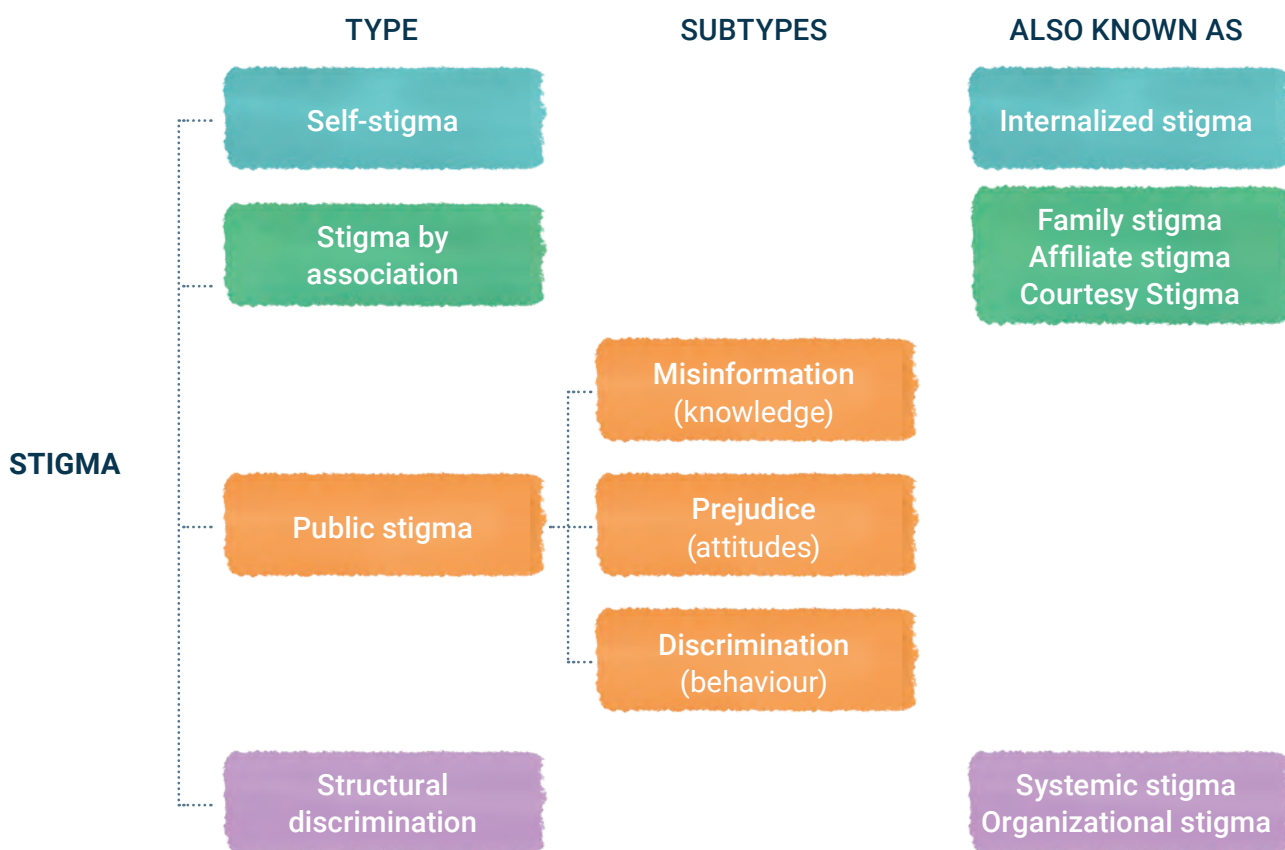 TYPE
SUBTYPES
ALSO KNOWN AS
Self-stigma
Internalized stigma
Stigma by
association
Family stigma
Affiliate stigma
Courtesy Stigma
STIGMA
Public stigma
Misinformation
(knowledge)
Prejudice
(attitudes)
Discrimination
(behaviour)
Structural
discrimination
Systemic stigma
Organizational stigma